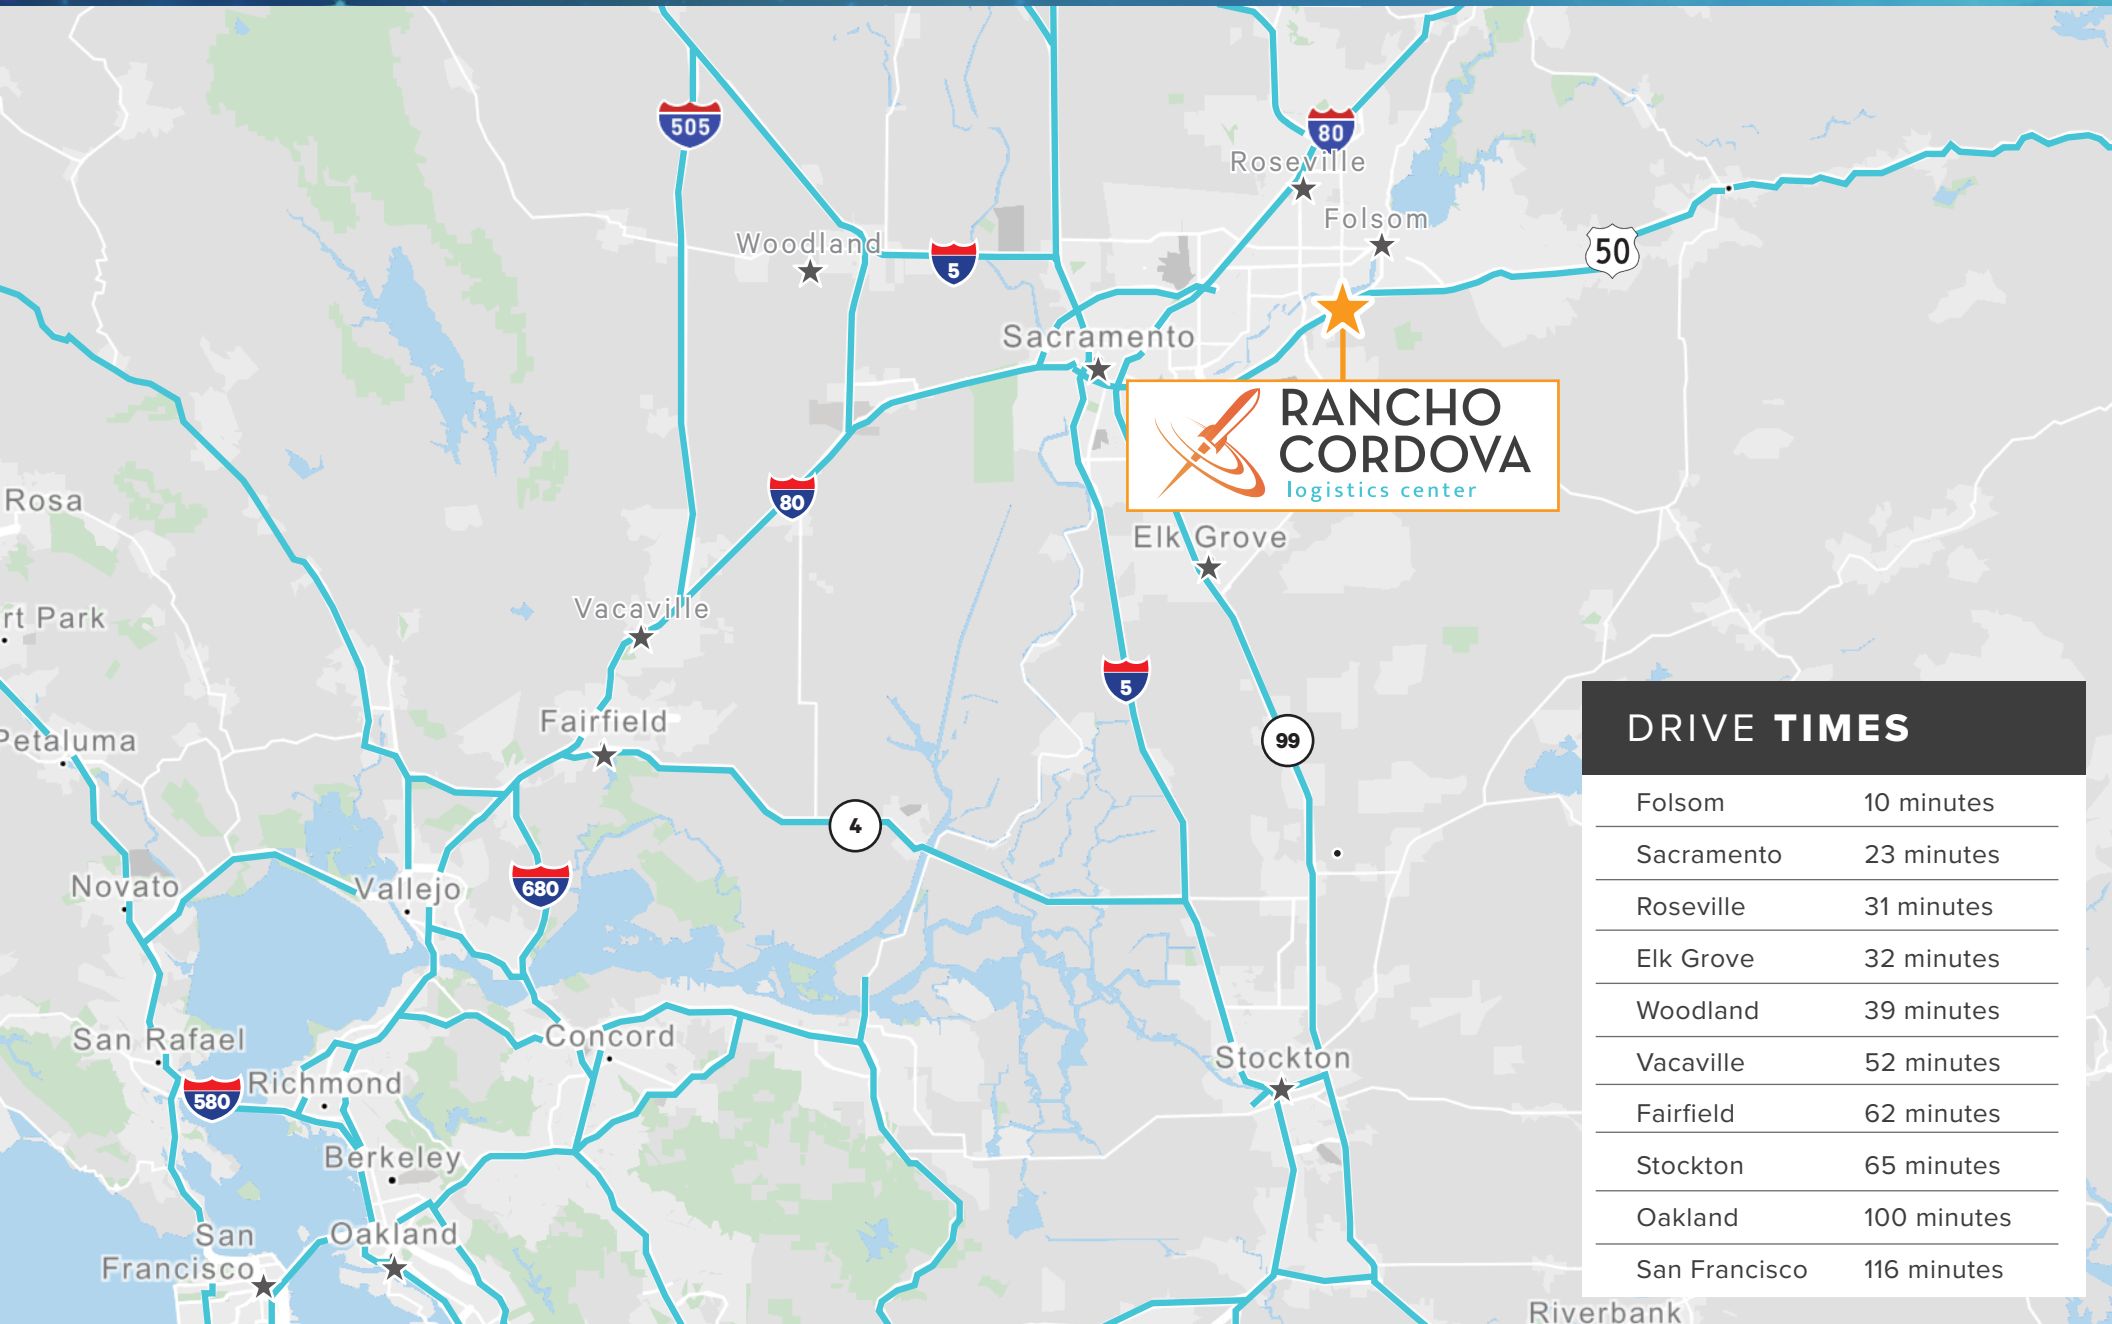 505
80
Roseville
Folsom
Woodland
5
50
Sacramento
RANCHO
CORDOVA
logistics center
80
Rosa
Elk Grove
Vacaville
rt Park
5
Fairfield
99
Petaluma
4
Novato
Vallejo
680
San Rafael
Concord
Stockton
580
Richmond
Berkeley
San
Francisco
Oakland
Riverbank
DRIVE TIMES
Folsom 10 minutes
Sacramento 23 minutes
Roseville 31 minutes
Elk Grove 32 minutes
Woodland 39 minutes
Vacaville 52 minutes
Fairfield 62 minutes
Stockton 65 minutes
Oakland 100 minutes
San Francisco 116 minutes